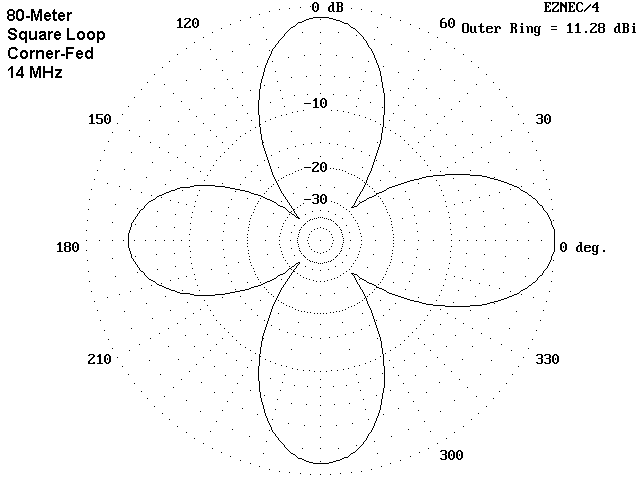 80-Meter
Square Loop
Corner-Fed
14 MHz
0 dB
EZNEC/4
Outer Ring = 11.28 dBi
120
60
-10
150
30
-20
-30
180
0 deg.
210
330
300